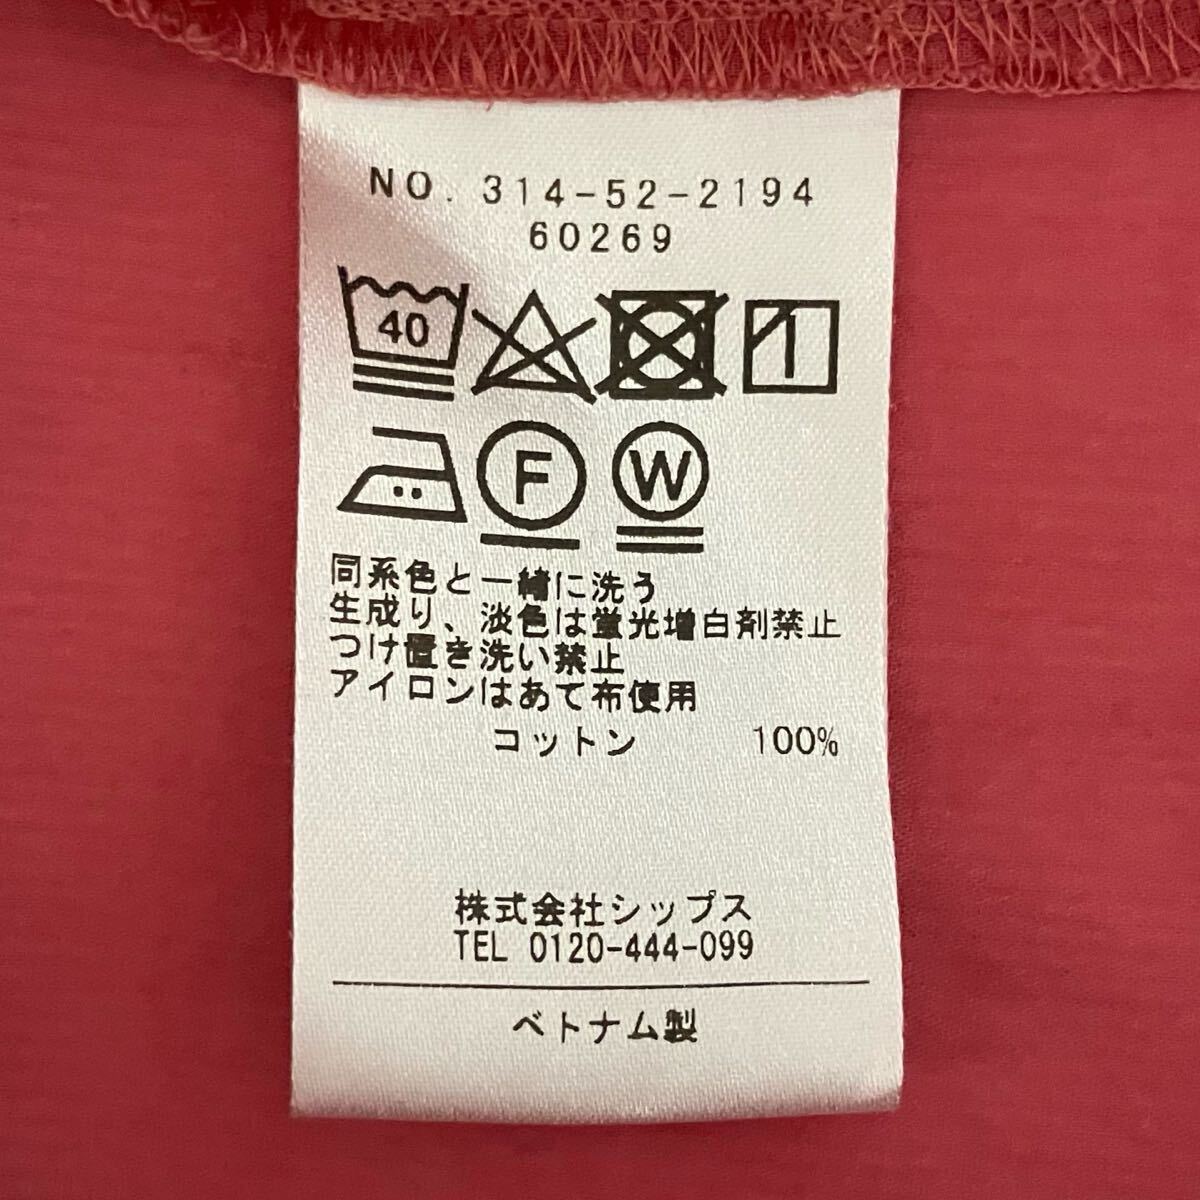 NO. 314-52-2194
60269
40
F W
同系色と一緒に洗う
生成り、淡色は蛍光増白剤禁止
つけ置き洗い禁止
アイロンはあて布使用
コットン 100%
株式会社シップス
TEL 0120-444-099
ベトナム製